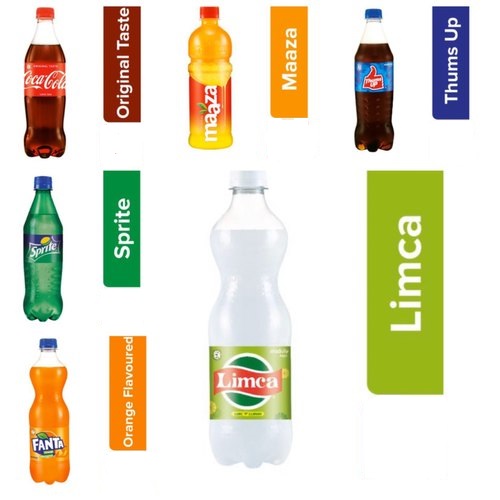 Coca-Cola
Original Taste
maaza
Maaza
THUMS UP
Thums Up
Sprite
Sprite
Limca
Limca
FANTA
Orange Flavoured